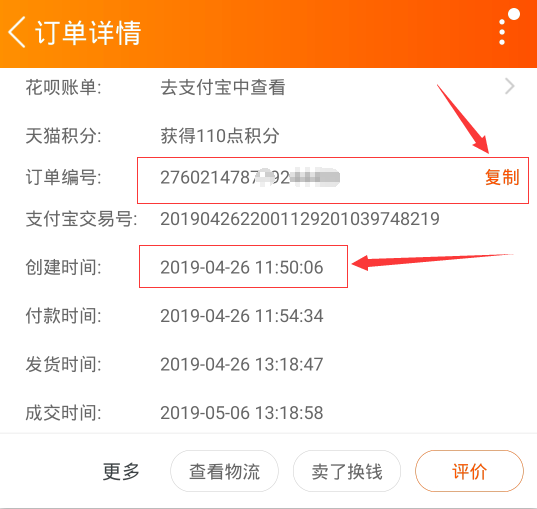 订单详情
花呗账单: 去支付宝中查看
天猫积分: 获得110点积分
订单编号: 2760214787 92 复制
支付宝交易号: 2019042622001129201039748219
创建时间: 2019-04-26 11:50:06
付款时间: 2019-04-26 11:54:34
发货时间: 2019-04-26 13:18:47
成交时间: 2019-05-06 13:18:58
更多 查看物流 卖了换钱 评价